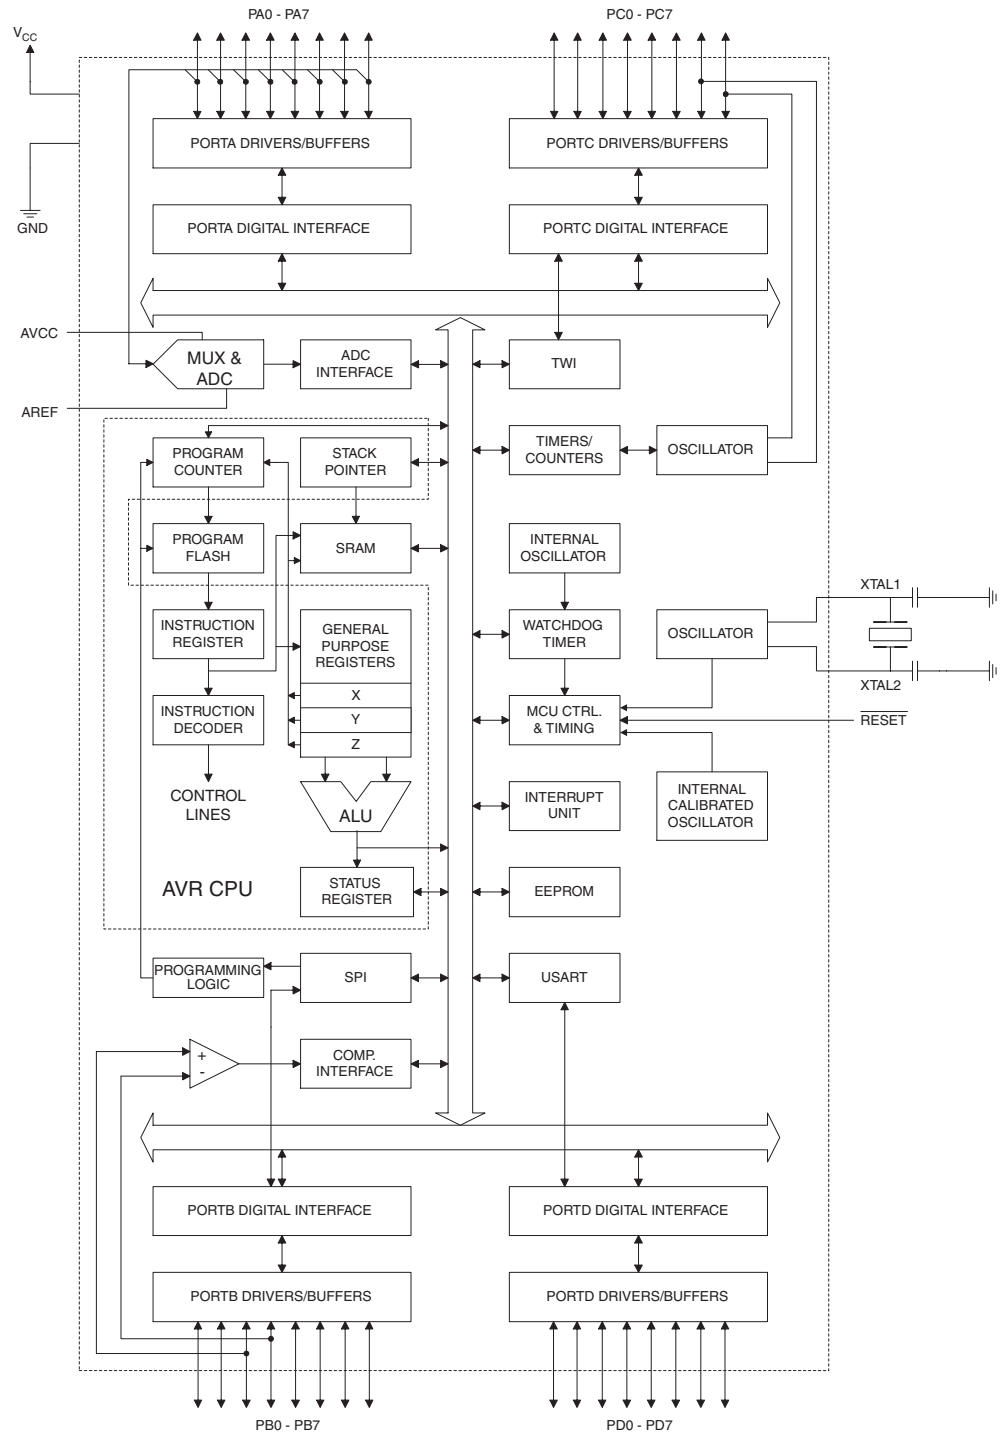 PA0 - PA7
PC0 - PC7
VCC
PORTA DRIVERS/BUFFERS
PORTC DRIVERS/BUFFERS
GND
PORTA DIGITAL INTERFACE
PORTC DIGITAL INTERFACE
AVCC
MUX &
ADC
ADC
INTERFACE
TWI
AREF
PROGRAM
COUNTER
STACK
POINTER
TIMERS/
COUNTERS
OSCILLATOR
PROGRAM
FLASH
SRAM
INTERNAL
OSCILLATOR
XTAL1
INSTRUCTION
REGISTER
GENERAL
PURPOSE
REGISTERS
WATCHDOG
TIMER
OSCILLATOR
XTAL2
X
Y
Z
INSTRUCTION
DECODER
MCU CTRL.
& TIMING
RESET
CONTROL
LINES
ALU
INTERRUPT
UNIT
INTERNAL
CALIBRATED
OSCILLATOR
AVR CPU
STATUS
REGISTER
EEPROM
PROGRAMMING
LOGIC
SPI
USART
+
-
COMP.
INTERFACE
PORTB DIGITAL INTERFACE
PORTD DIGITAL INTERFACE
PORTB DRIVERS/BUFFERS
PORTD DRIVERS/BUFFERS
PB0 - PB7
PD0 - PD7